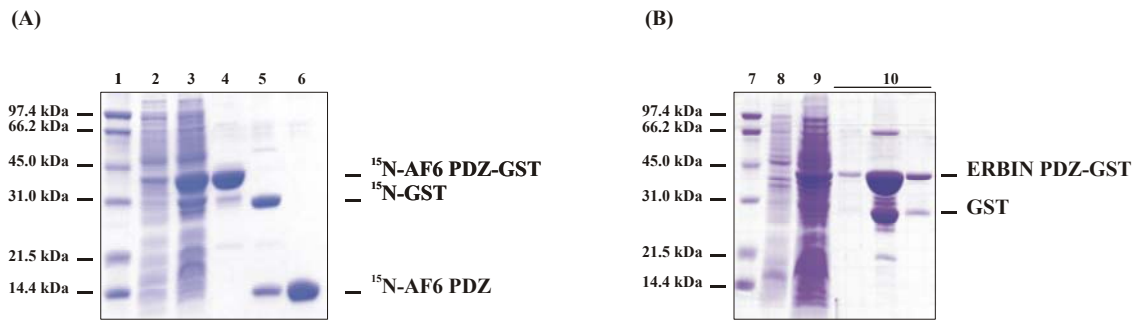 (A)
(B)
1 2 3 4 5 6
97.4 kDa
66.2 kDa
45.0 kDa
31.0 kDa
21.5 kDa
14.4 kDa
¹⁵N-AF6 PDZ-GST
¹⁵N-GST
¹⁵N-AF6 PDZ
7 8 9 10
97.4 kDa
66.2 kDa
45.0 kDa
31.0 kDa
21.5 kDa
14.4 kDa
ERBIN PDZ-GST
GST